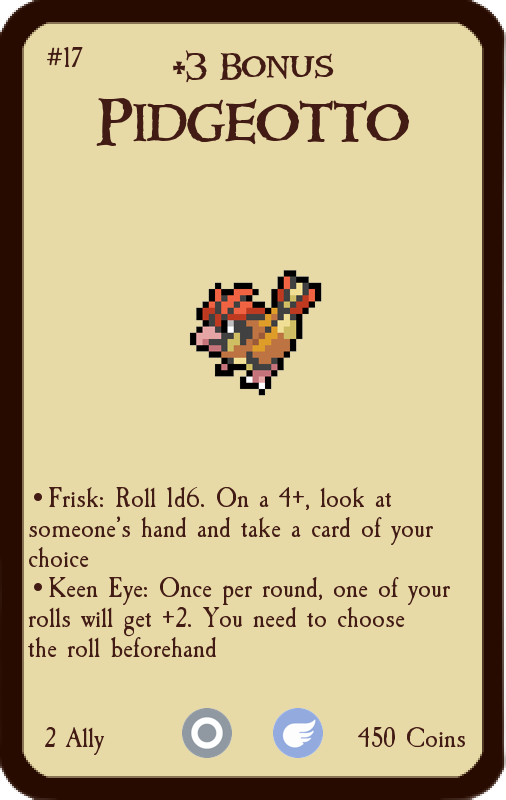 #17
+3 Bonus
Pidgeotto
•Frisk: Roll 1d6. On a 4+, look at
someone's hand and take a card of your
choice
•Keen Eye: Once per round, one of your
rolls will get +2. You need to choose
the roll beforehand
2 Ally
450 Coins